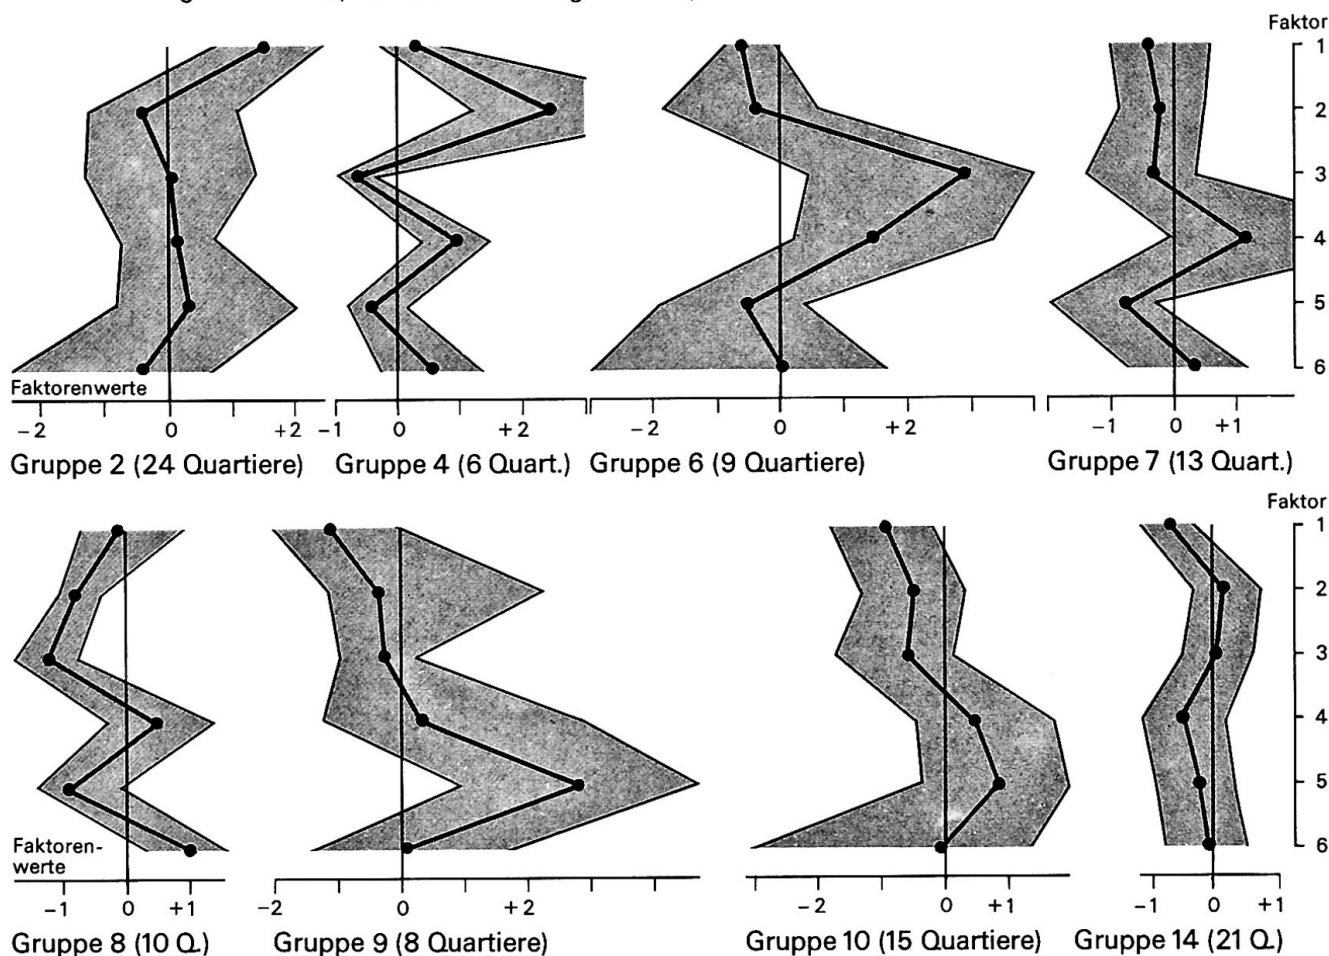 Faktor
1
2
3
4
5
6
Faktorenwerte
-2 0 +2 -1 0 +2 -2 0 +2 -1 0 +1
Gruppe 2 (24 Quartiere) Gruppe 4 (6 Quart.) Gruppe 6 (9 Quartiere) Gruppe 7 (13 Quart.)
Faktor
1
2
3
4
5
6
Faktoren-
werte
-1 0 +1 -2 0 +2 -3 -2 0 +1 -1 0 +1
Gruppe 8 (10 Q.) Gruppe 9 (8 Quartiere) Gruppe 10 (15 Quartiere) Gruppe 14 (21 Q.)